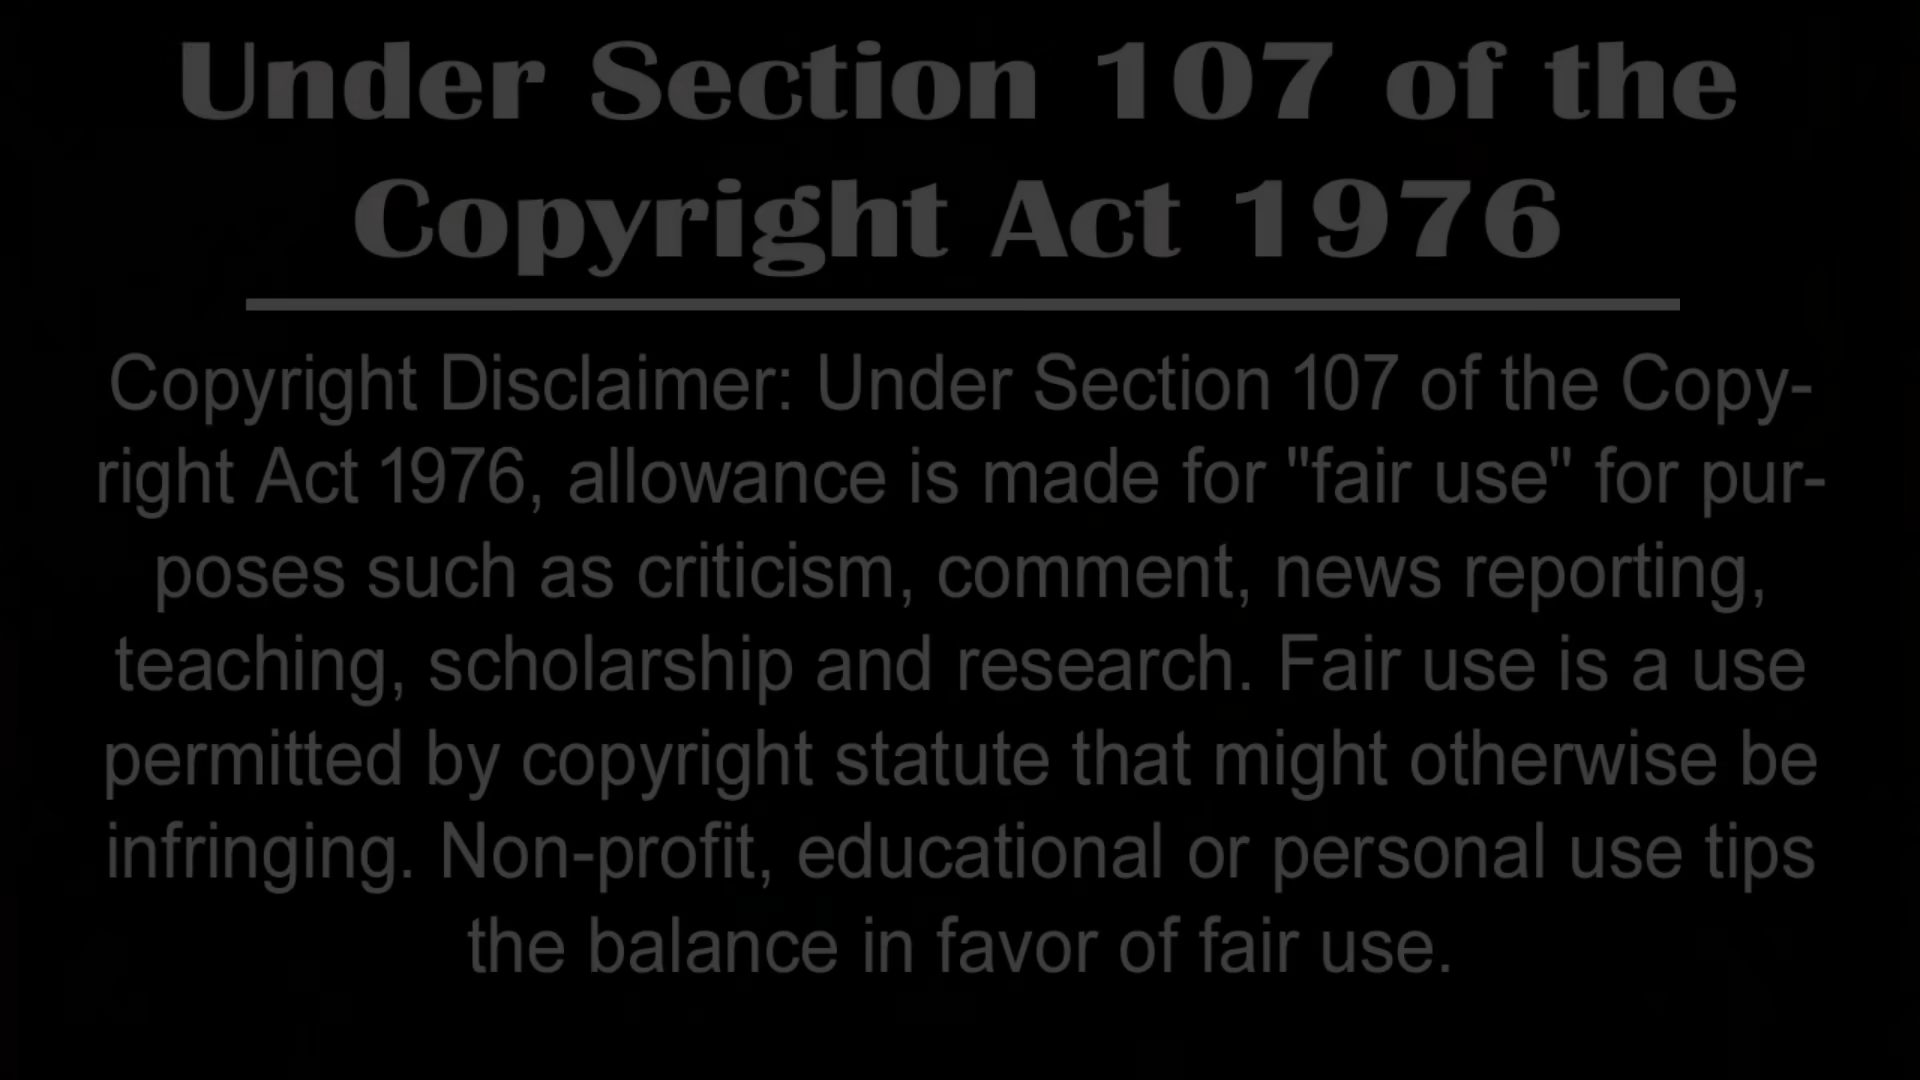 Under Section 107 of the
Copyright Act 1976
Copyright Disclaimer: Under Section 107 of the Copy-
right Act 1976, allowance is made for "fair use" for pur-
poses such as criticism, comment, news reporting,
teaching, scholarship and research. Fair use is a use
permitted by copyright statute that might otherwise be
infringing. Non-profit, educational or personal use tips
the balance in favor of fair use.